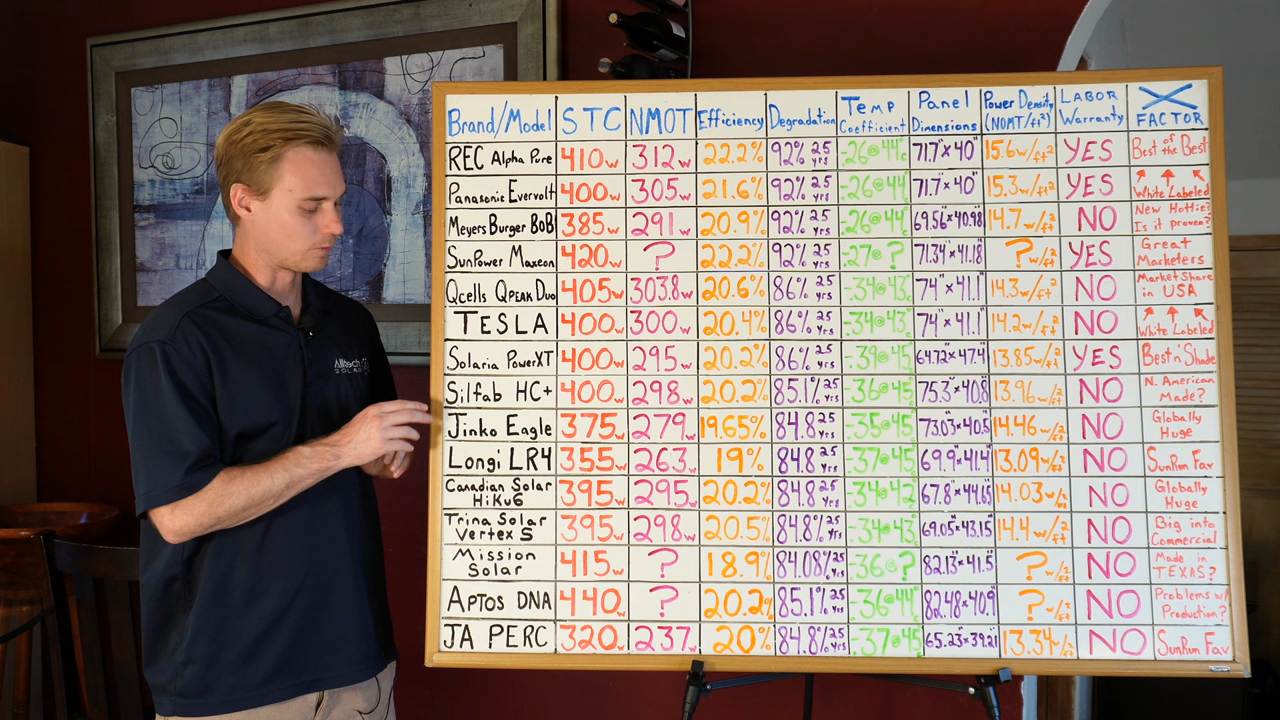 Brand/Model STC NMOT Efficiency Degradation TEMP Coefficient Panel Dimensions Power Density (NOMT/ft²) LABOR Warranty X FACTOR
REC Alpha Pure 410w 312w 22.2% 92% 25 yrs -.26@44°c 71.7"x40" 15.6w/ft² YES Best of the Best
Panasonic Evervolt 400w 305w 21.6% 92% 25 yrs -.26@44° 71.7"x40" 15.3w/ft² YES White Labeled
Meyers Burger BOB 385w 291w 20.9% 92% 25 yrs -.26@44° 69.56"x40.98 14.7w/ft² NO New Hottie? Is it proven?
SunPower Maxeon 420w ? 22.2% 92% 25 yrs -.27@? 71.34"x41.18" ?w/ft² YES Great Marketers
Qcells QPeak Duo 405w 303.8w 20.6% 86% 25 yrs -.34@43° 74"x41.1" 14.3w/ft² NO Market Share in USA
TESLA 400w 300w 20.4% 86% 25 yrs -.34@43° 74"x41.1" 14.2w/ft² NO White Labeled
Solaria PowerXT 400w 295w 20.2% 86% 25 yrs -.39@45 64.72"x47.4" 13.85w/ft² YES Best n' Shade
Silfab HC+ 400w 298w 20.2% 85.1% 25 yrs -.36@45 75.3"x40.8 13.96w/ft² NO N. American Made?
Jinko Eagle 375w 279w 19.65% 84.8 25 yrs -.35@45 73.03"x40.5 14.46w/ft² NO Globally Huge
Longi LR4 355w 263w 19% 84.8 25 yrs -.37@45 69.9"x41.4 13.09w/ft² NO SunRun Fav
Canadian Solar HiKu6 395w 295w 20.2% 84.8 25 yrs -.34@42 67.8"x44.65 14.03w/ft² NO Globally Huge
Trina Solar Vertex S 395w 298w 20.5% 84.8% 25 yrs -.34@43 69.05"x43.15" 14.4w/ft² NO Big into Commercial
Mission Solar 415w ? 18.9% 84.08% 25 yrs -.36@? 82.13"x41.5" ?w/ft² NO Made in TEXAS?
APTOS DNA 440w ? 20.2% 85.1% 25 yrs -.36@44° 82.48"x40.9" ?w/ft² NO Problems w/ Production?
JA PERC 320w 237w 20% 84.8% 25 yrs -.37@45 65.23"x39.21 13.34w/ft² NO SunRun Fav
Alltech
SOLAR